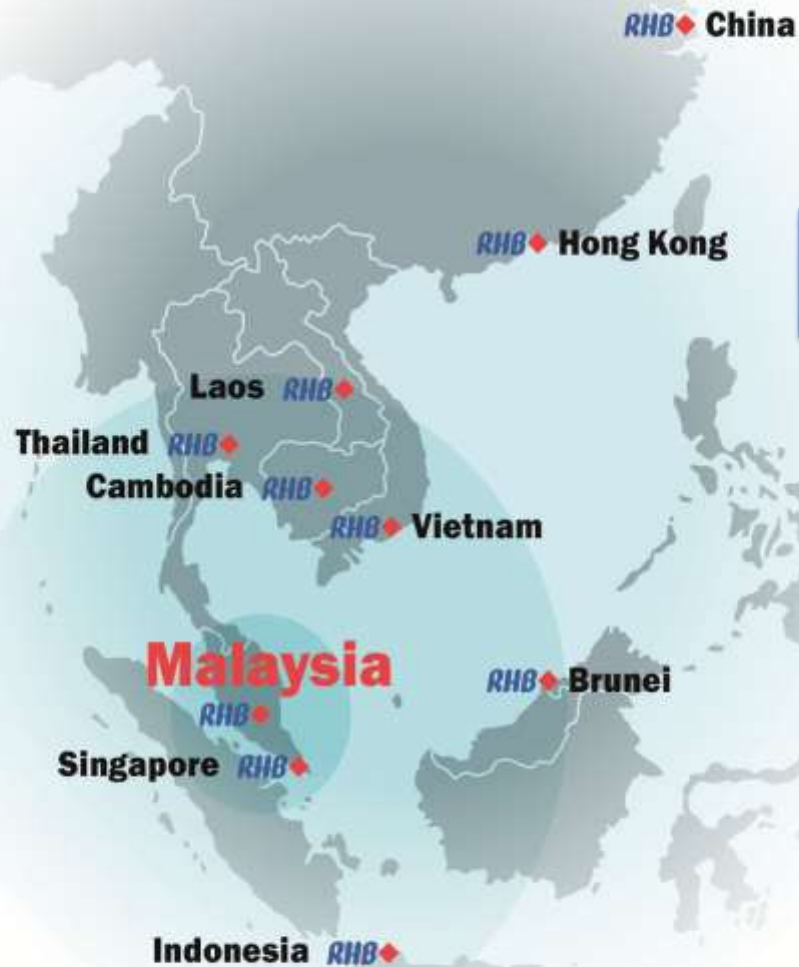 RHB China
RHB Hong Kong
Laos RHB
Thailand RHB
Cambodia RHB
RHB Vietnam
Malaysia
RHB
RHB Brunei
Singapore RHB
Indonesia RHB